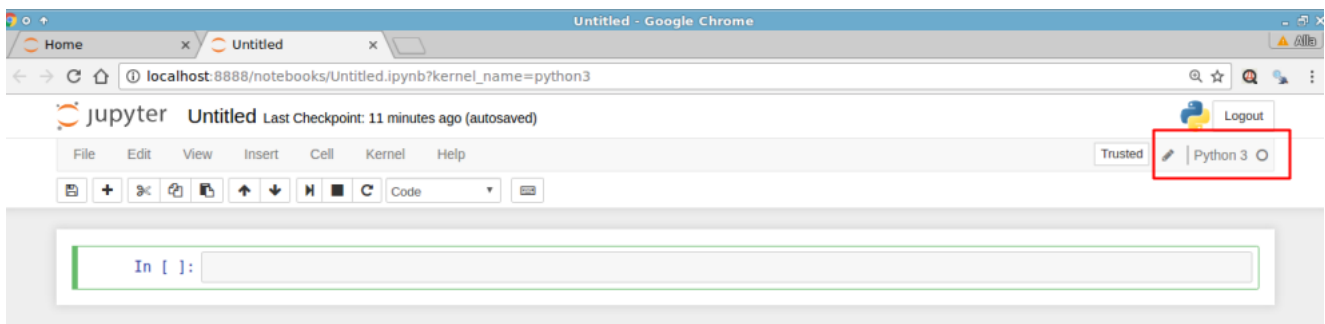 Untitled - Google Chrome
Home Untitled Alla
localhost:8888/notebooks/Untitled.ipynb?kernel_name=python3
jupyter Untitled Last Checkpoint: 11 minutes ago (autosaved) Logout
File Edit View Insert Cell Kernel Help Trusted Python 3
Code
In [ ]: